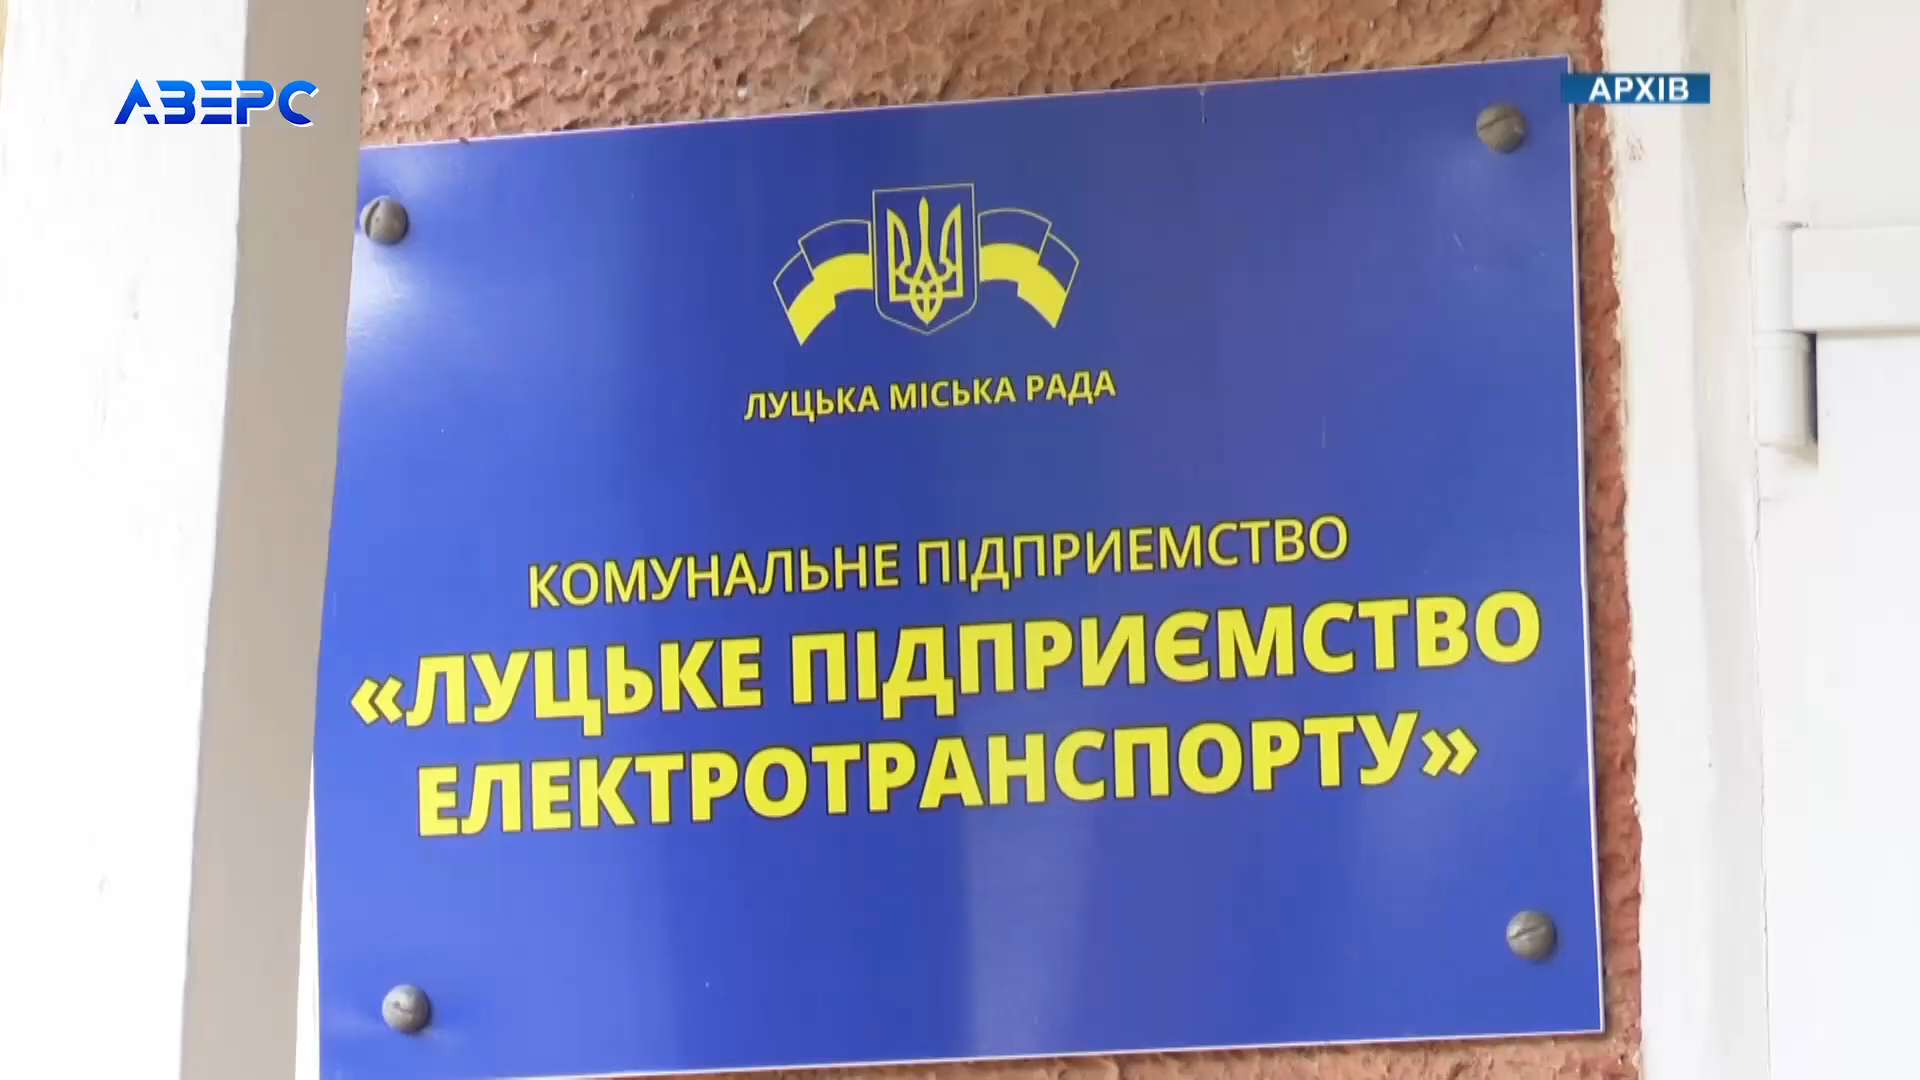 АВЕРС
АРХІВ
ЛУЦЬКА МІСЬКА РАДА
КОМУНАЛЬНЕ ПІДПРИЕМСТВО
«ЛУЦЬКЕ ПІДПРИЄМСТВО
ЕЛЕКТРОТРАНСПОРТУ»